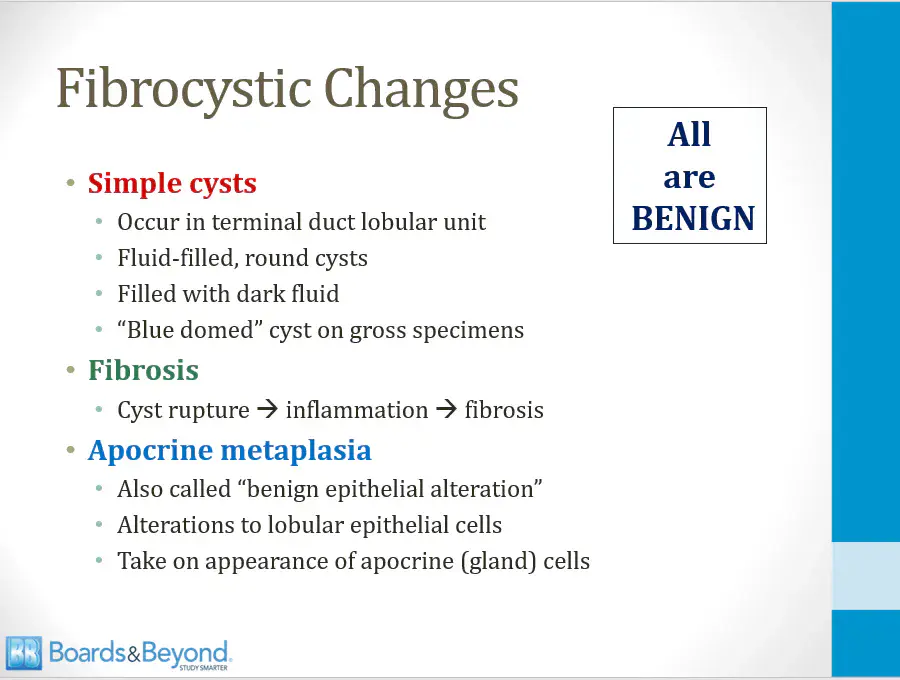 Fibrocystic Changes
All
are
BENIGN
• Simple cysts
• Occur in terminal duct lobular unit
• Fluid-filled, round cysts
• Filled with dark fluid
• “Blue domed” cyst on gross specimens
• Fibrosis
• Cyst rupture → inflammation → fibrosis
• Apocrine metaplasia
• Also called “benign epithelial alteration”
• Alterations to lobular epithelial cells
• Take on appearance of apocrine (gland) cells
BB Boards&Beyond.
STUDY SMARTER